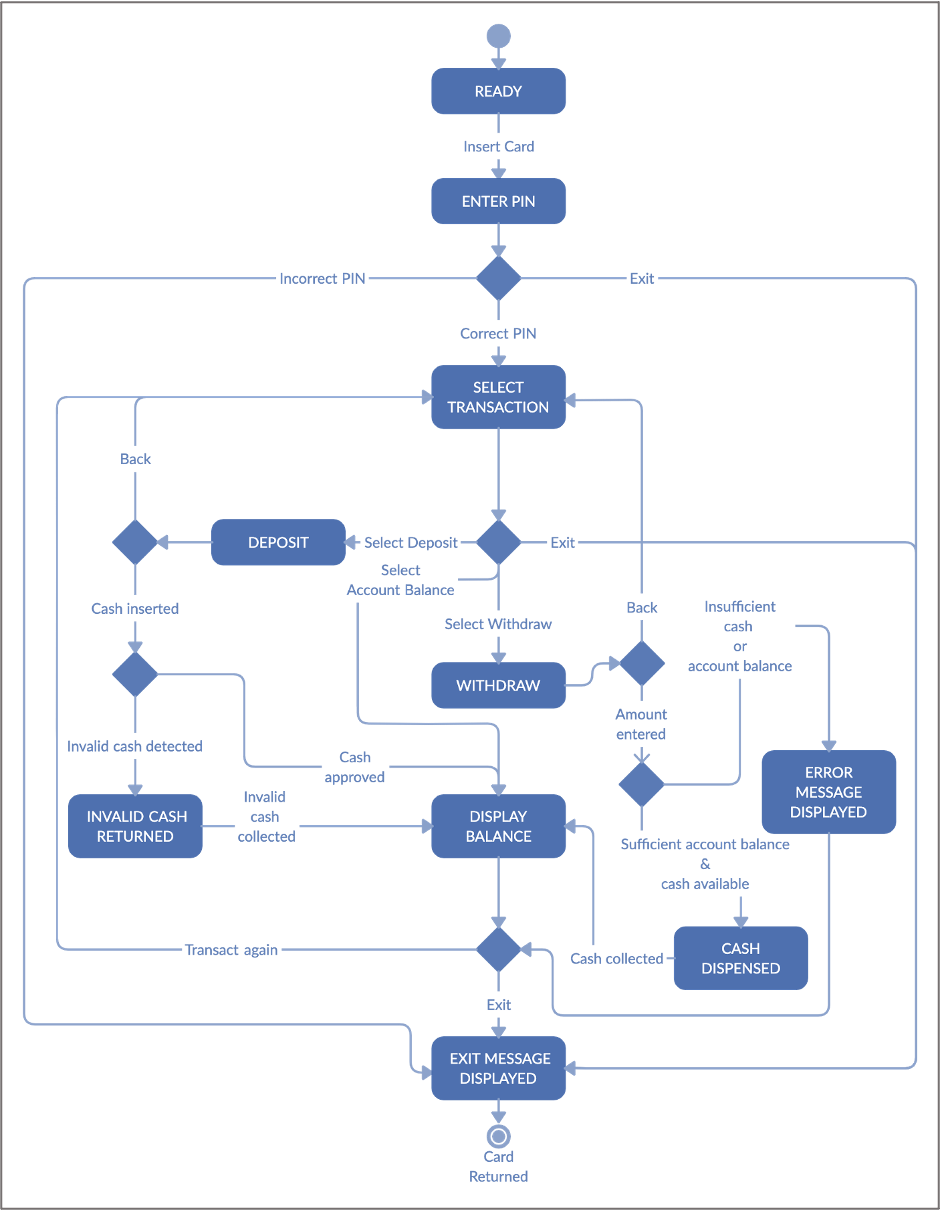 READY
Insert Card
ENTER PIN
Incorrect PIN
Exit
Correct PIN
SELECT
TRANSACTION
Back
DEPOSIT
Select Deposit
Exit
Select
Account Balance
Cash inserted
Select Withdraw
Back
Insufficient
cash
or
account balance
WITHDRAW
Amount
entered
Invalid cash detected
Cash
approved
ERROR
MESSAGE
DISPLAYED
INVALID CASH
RETURNED
Invalid
cash
collected
DISPLAY
BALANCE
Sufficient account balance
&
cash available
Transact again
Cash collected
CASH
DISPENSED
Exit
EXIT MESSAGE
DISPLAYED
Card
Returned